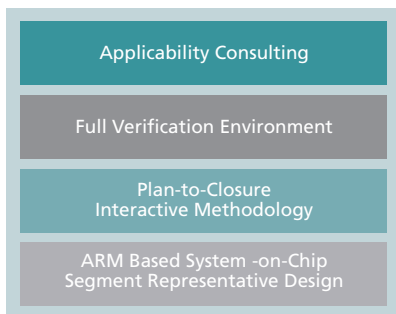 Applicability Consulting
Full Verification Environment
Plan-to-Closure
Interactive Methodology
ARM Based System -on-Chip
Segment Representative Design